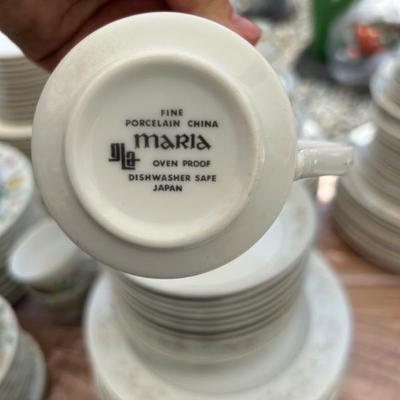 FINE
PORCELAIN CHINA
maria
OVEN PROOF
DISHWASHER SAFE
JAPAN